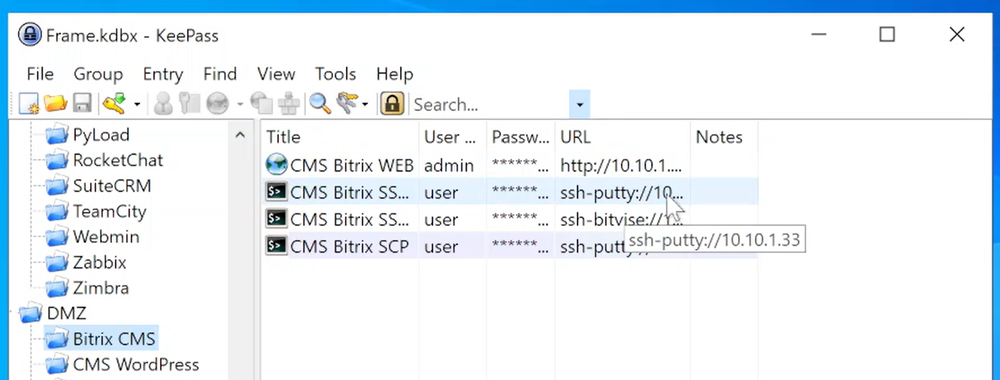 Frame.kdbx - KeePass
File Group Entry Find View Tools Help
Search...
PyLoad
RocketChat
SuiteCRM
TeamCity
Webmin
Zabbix
Zimbra
DMZ
Bitrix CMS
CMS WordPress
Title User ... Passw... URL Notes
CMS Bitrix WEB admin ******... http://10.10.1....
CMS Bitrix SS... user ******... ssh-putty://10...
CMS Bitrix SS... user ******... ssh-bitvise://1...
CMS Bitrix SCP user ******... ssh-putty://
ssh-putty://10.10.1.33